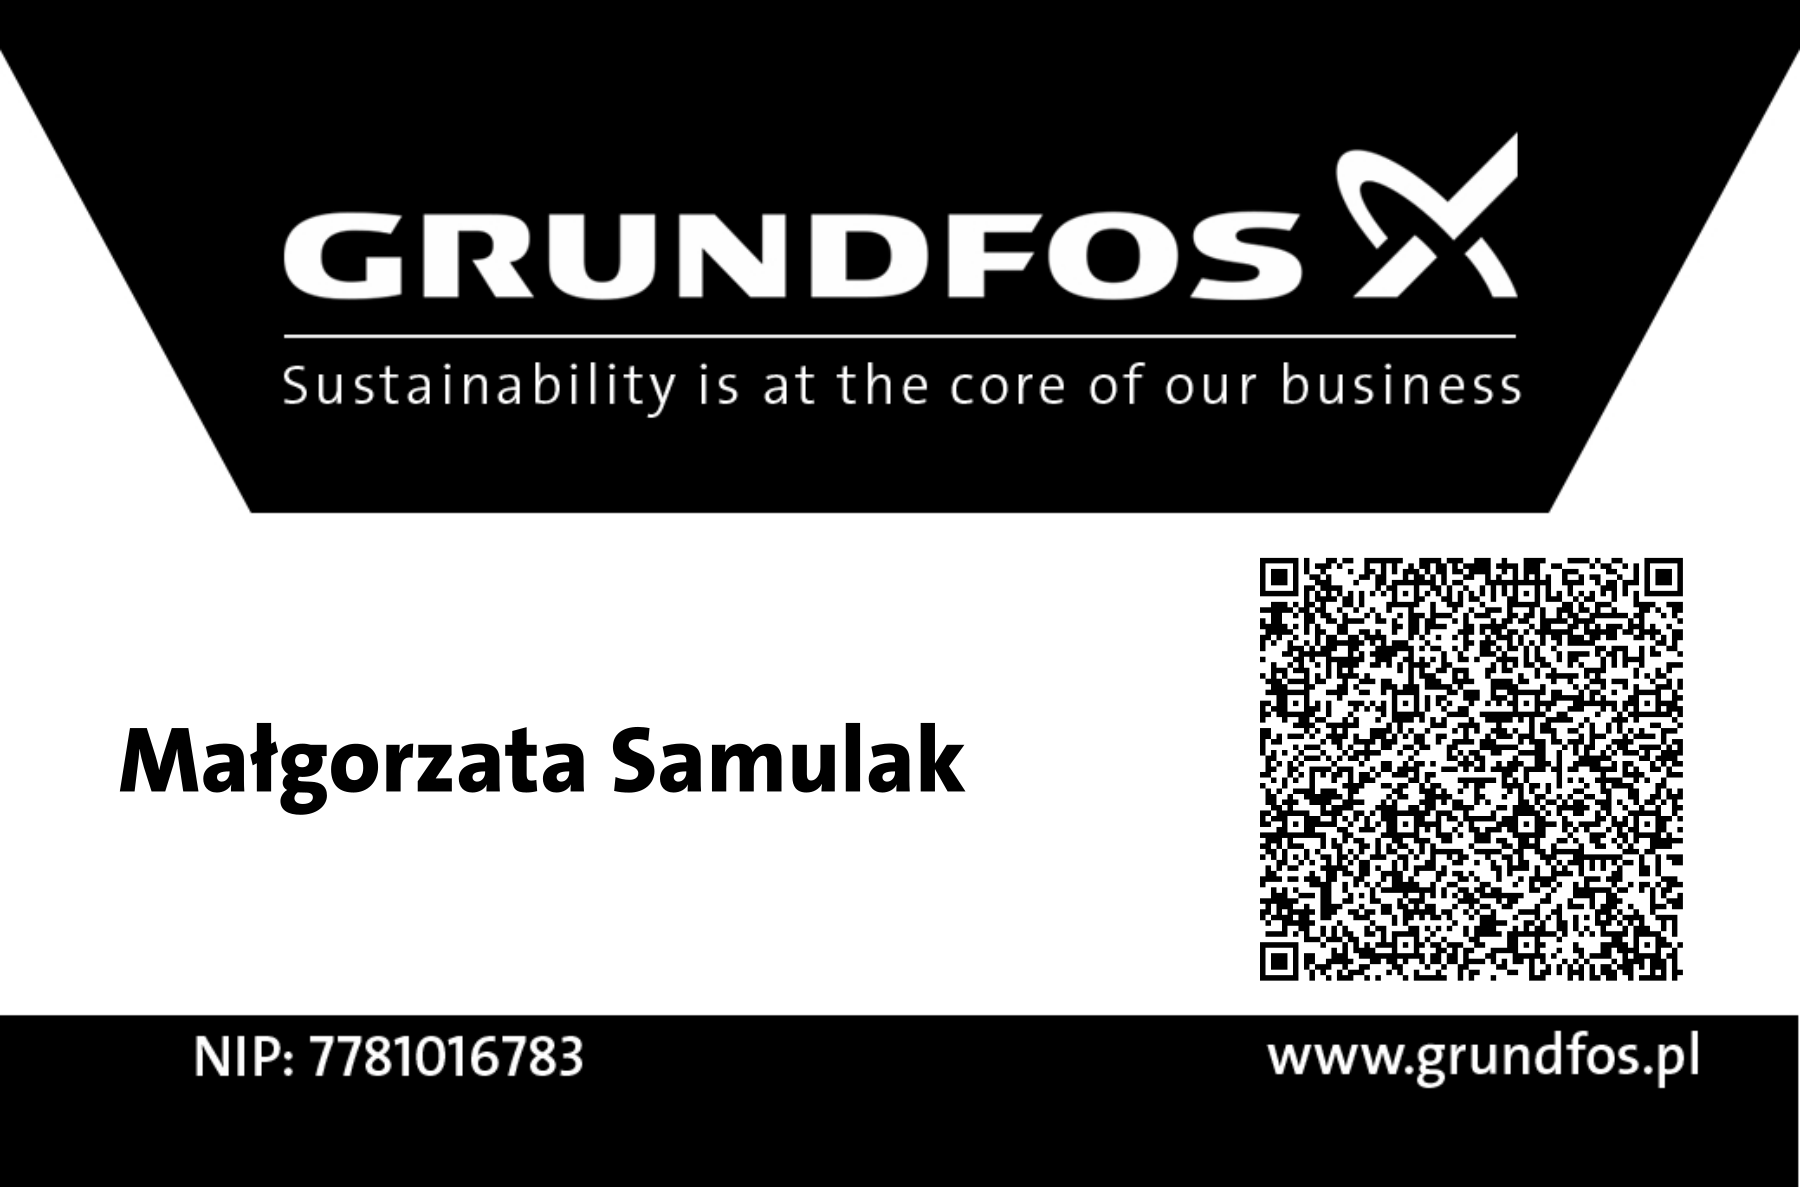 GRUNDFOS
Sustainability is at the core of our business
Małgorzata Samulak
NIP: 7781016783
www.grundfos.pl